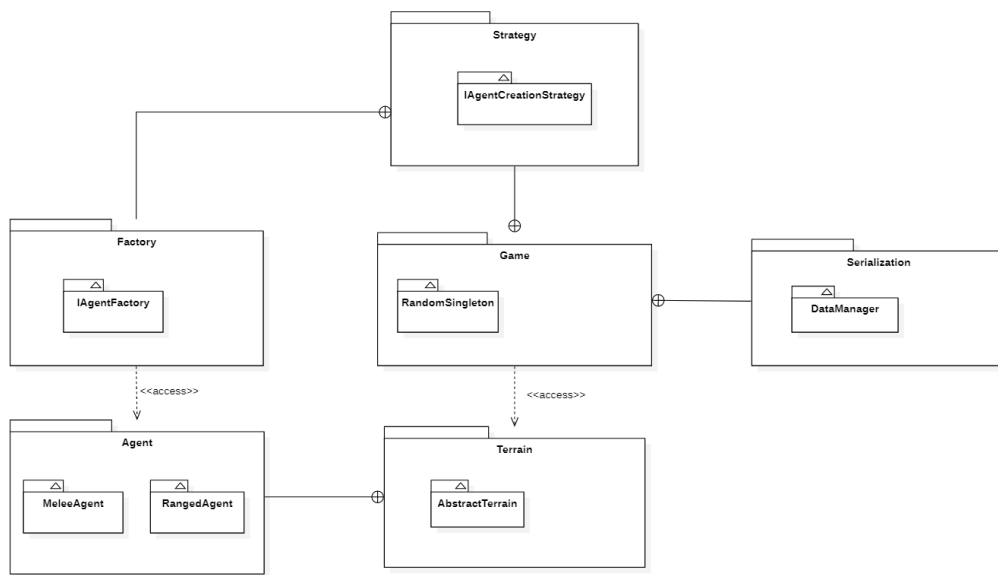 Strategy
IAgentCreationStrategy
Factory
IAgentFactory
Game
RandomSingleton
Serialization
DataManager
<<access>>
<<access>>
Agent
MeleeAgent
RangedAgent
Terrain
AbstractTerrain